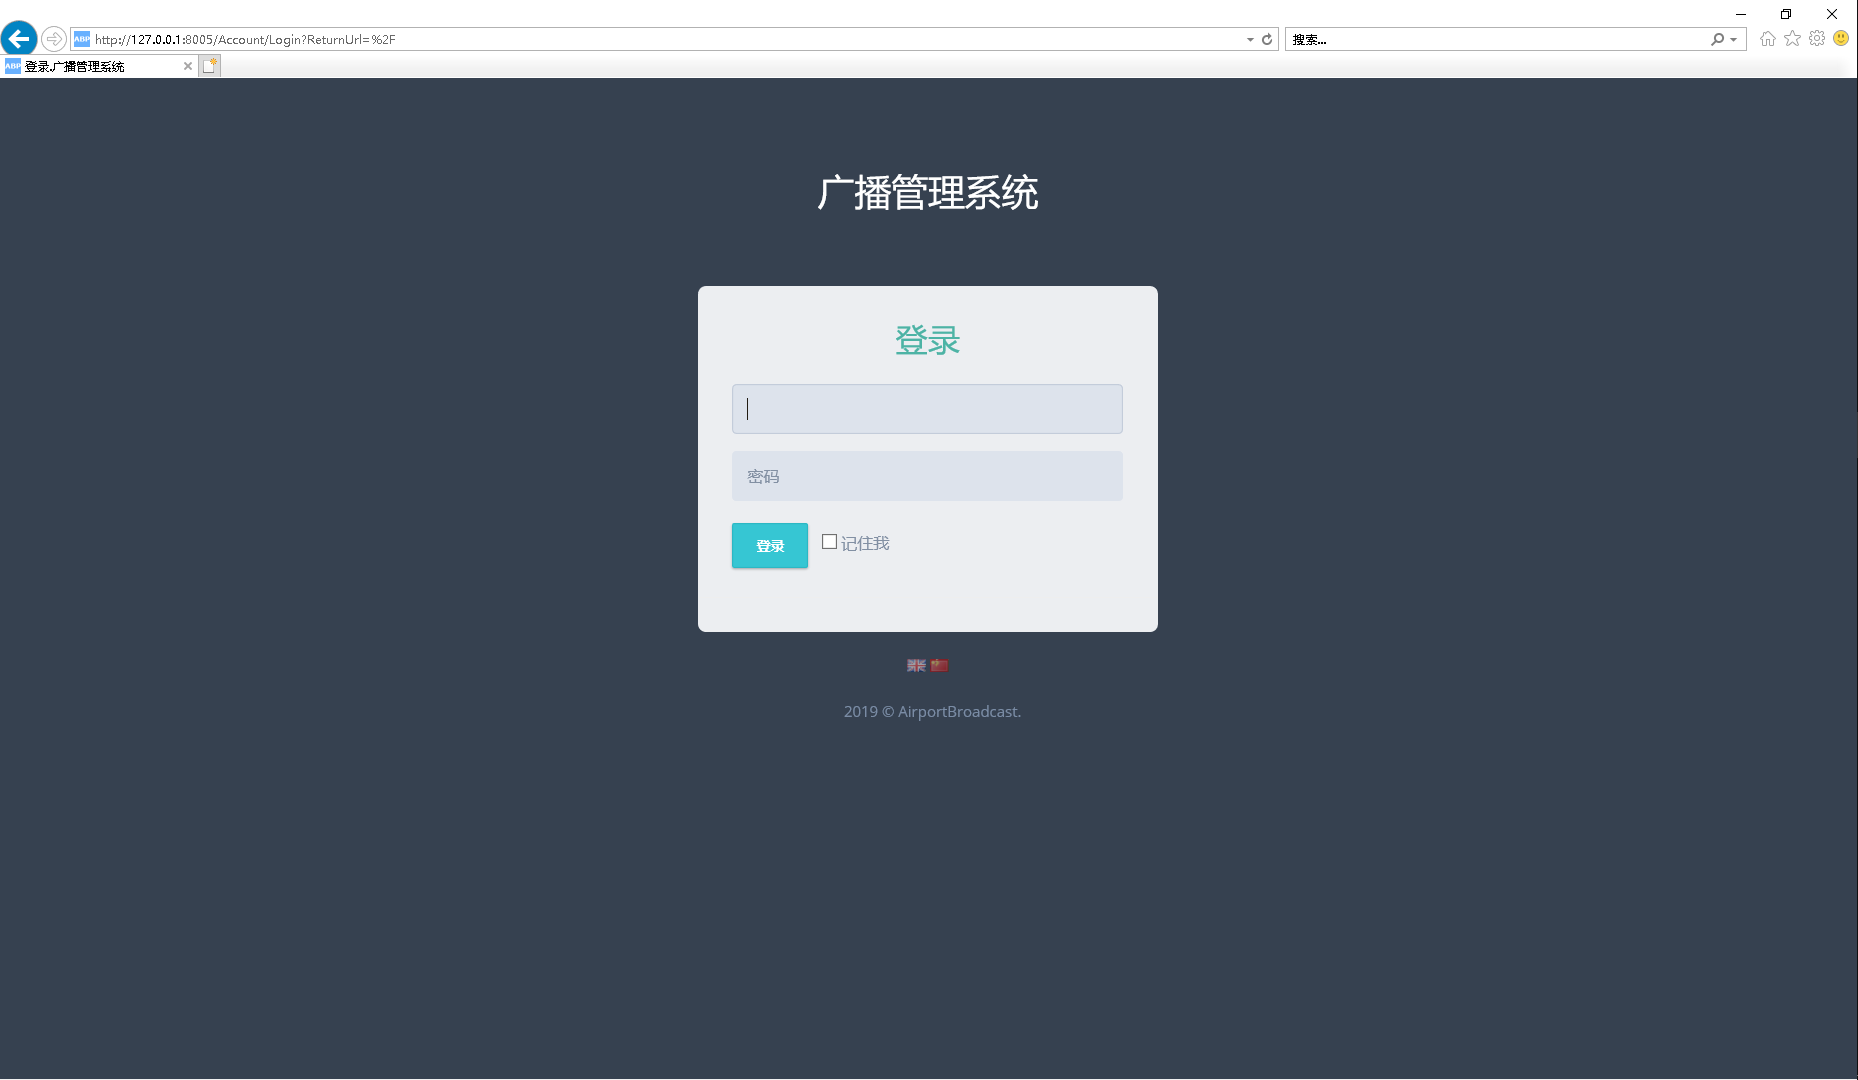 http://127.0.0.1:8005/Account/Login?ReturnUrl=%2F
搜索...
ABP 登录.广播管理系统
广播管理系统
登录
密码
登录
记住我
2019 © AirportBroadcast.